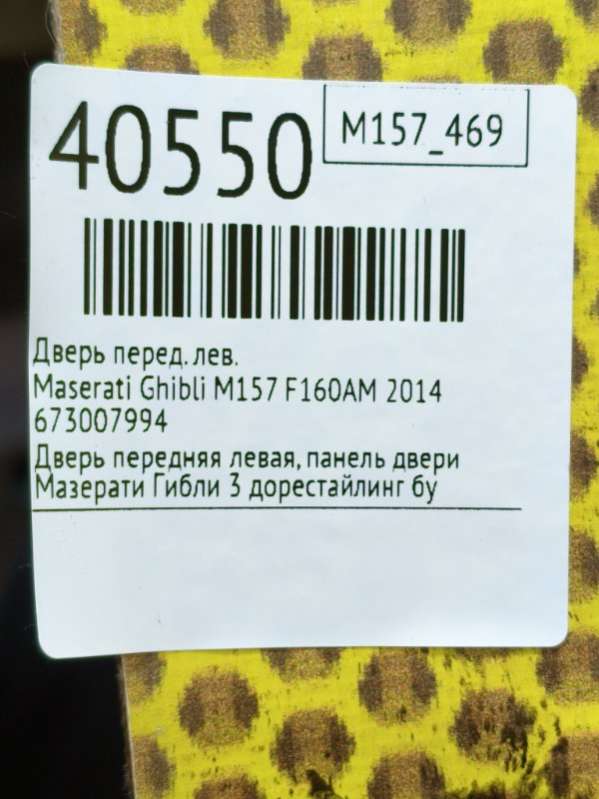 40550
M157_469
Дверь перед. лев.
Maserati Ghibli M157 F160AM 2014
673007994
Дверь передняя левая, панель двери
Мазерати Гибли 3 дорестайлинг бу